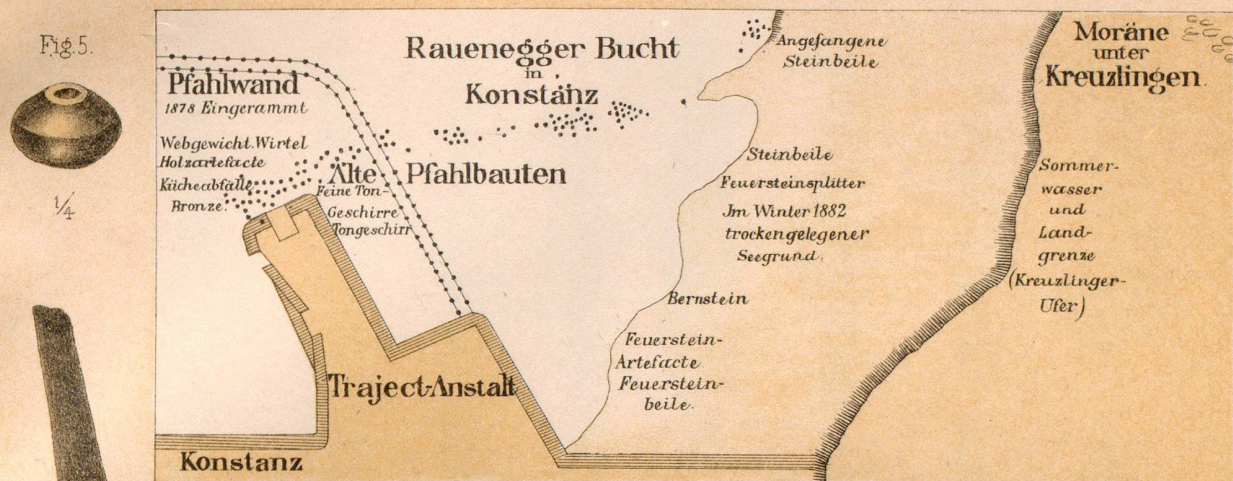 Fig. 5.
1/4
Rauenegger Bucht
in
Konstanz
Pfahlwand
1878 Eingerammt
Webgewicht. Wirtel
Holzartefacte
Kücheabfälle
Bronze.
Alte Pfahlbauten
Feine Ton-
Geschirre
Tongeschirr
Traject-Anstalt
Konstanz
Angefangene
Steinbeile
Steinbeile
Feuersteinsplitter
Im Winter 1882
trockengelegener
Seegrund.
Bernstein
Feuerstein-
Artefacte
Feuerstein-
beile.
Moräne
unter
Kreuzlingen.
Sommer-
wasser
und
Land-
grenze
(Kreuzlinger-
Ufer)